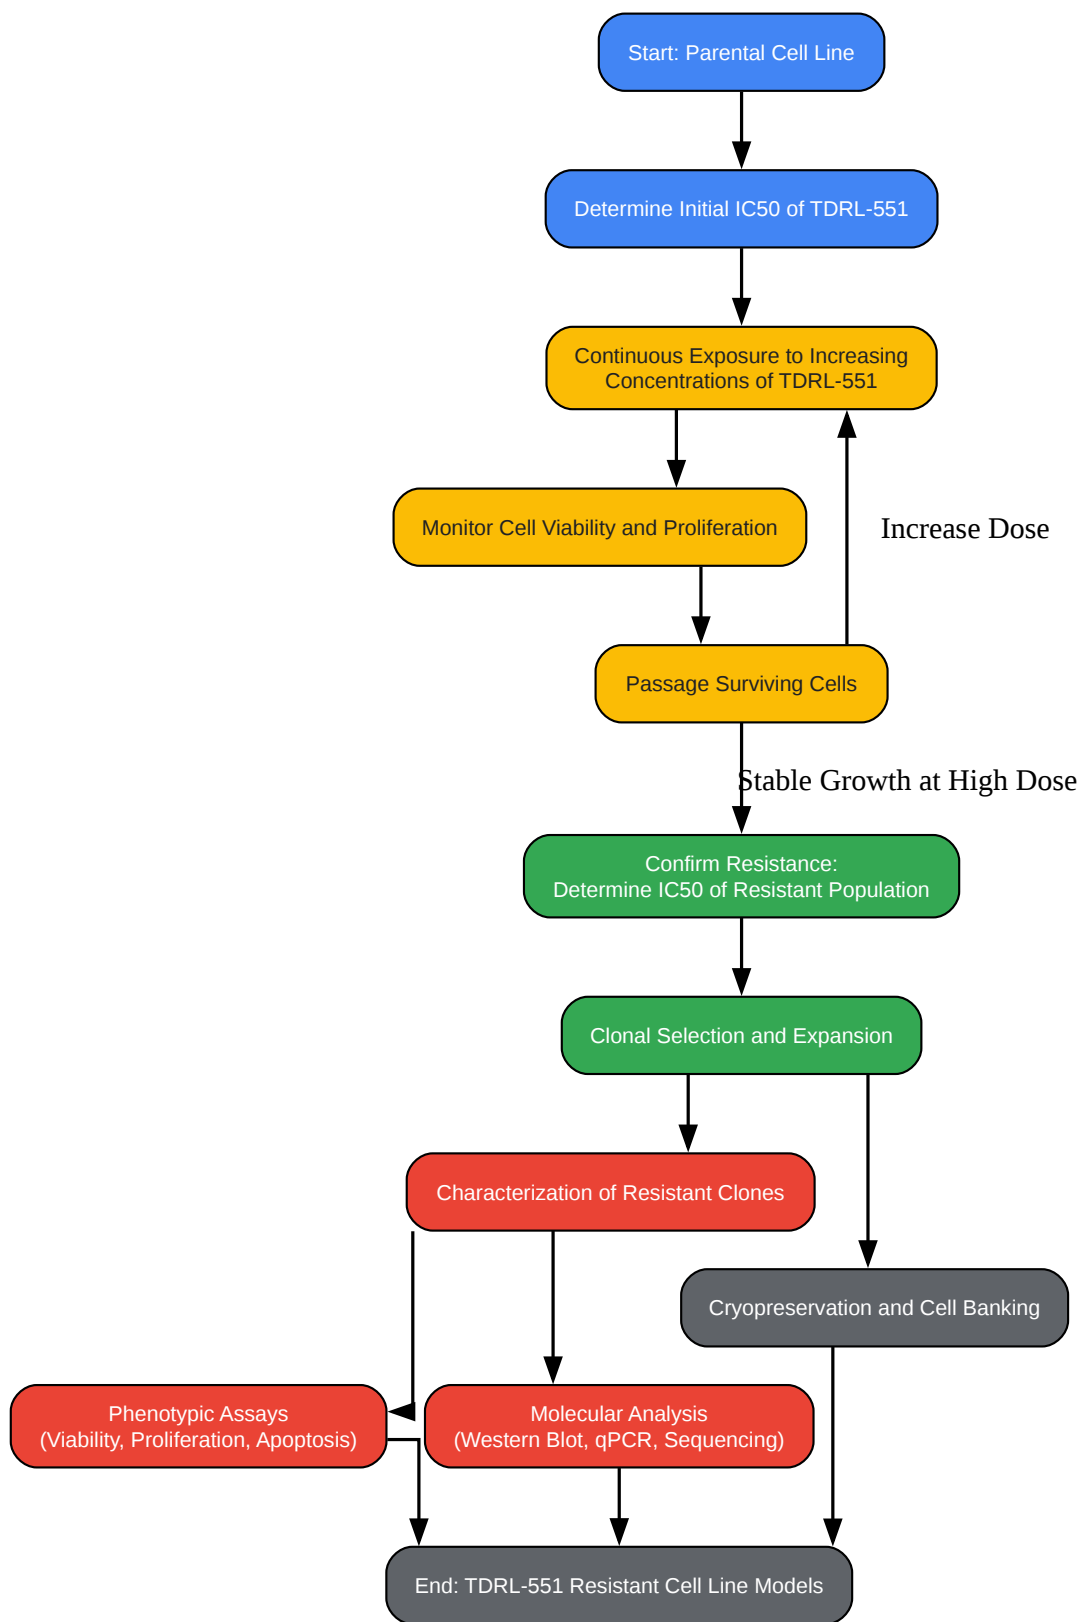 Start: Parental Cell Line
Determine Initial IC50 of TDRL-551
Continuous Exposure to Increasing
Concentrations of TDRL-551
Monitor Cell Viability and Proliferation
Increase Dose
Passage Surviving Cells
Stable Growth at High Dose
Confirm Resistance:
Determine IC50 of Resistant Population
Clonal Selection and Expansion
Characterization of Resistant Clones
Cryopreservation and Cell Banking
Phenotypic Assays
(Viability, Proliferation, Apoptosis)
Molecular Analysis
(Western Blot, qPCR, Sequencing)
End: TDRL-551 Resistant Cell Line Models